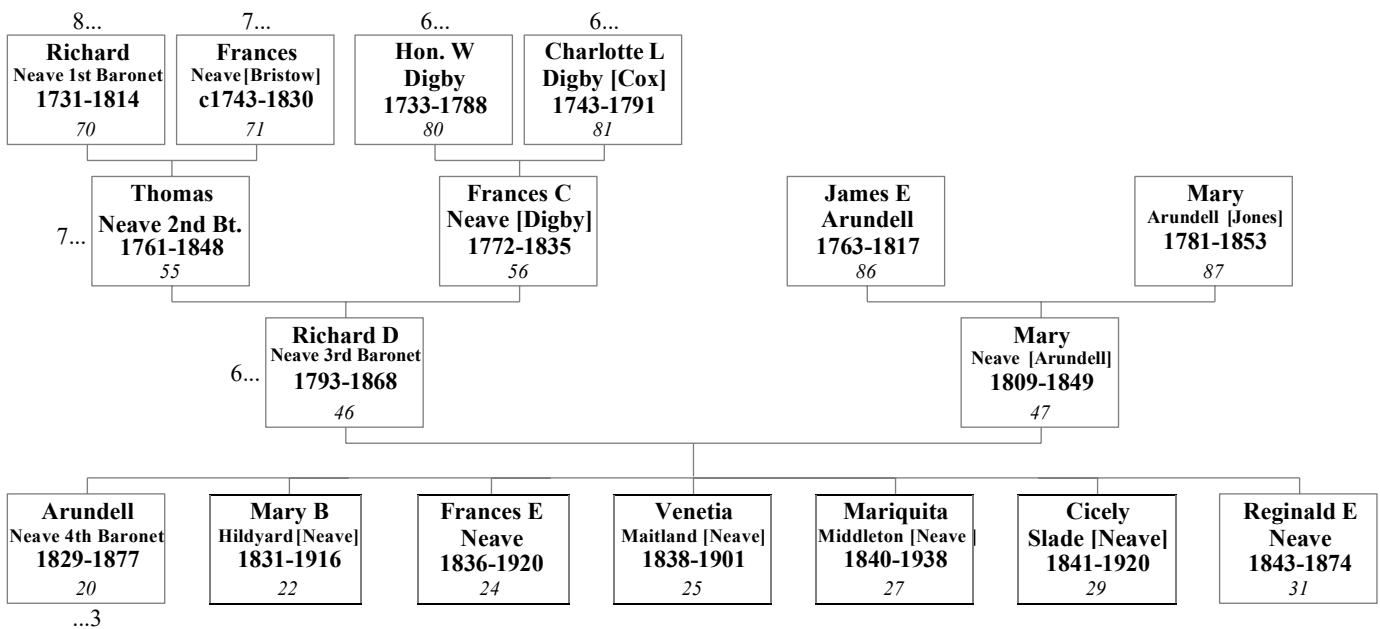 8...
7...
6...
6...
Richard
Neave 1st Baronet
1731-1814
70
Frances
Neave [Bristow]
c1743-1830
71
Hon. W
Digby
1733-1788
80
Charlotte L
Digby [Cox]
1743-1791
81
7...
Thomas
Neave 2nd Bt.
1761-1848
55
Frances C
Neave [Digby]
1772-1835
56
James E
Arundell
1763-1817
86
Mary
Arundell [Jones]
1781-1853
87
6...
Richard D
Neave 3rd Baronet
1793-1868
46
Mary
Neave [Arundell]
1809-1849
47
Arundell
Neave 4th Baronet
1829-1877
20
Mary B
Hildyard [Neave]
1831-1916
22
Frances E
Neave
1836-1920
24
Venetia
Maitland [Neave]
1838-1901
25
Mariquita
Middleton [Neave ]
1840-1938
27
Cicely
Slade [Neave]
1841-1920
29
Reginald E
Neave
1843-1874
31
...3